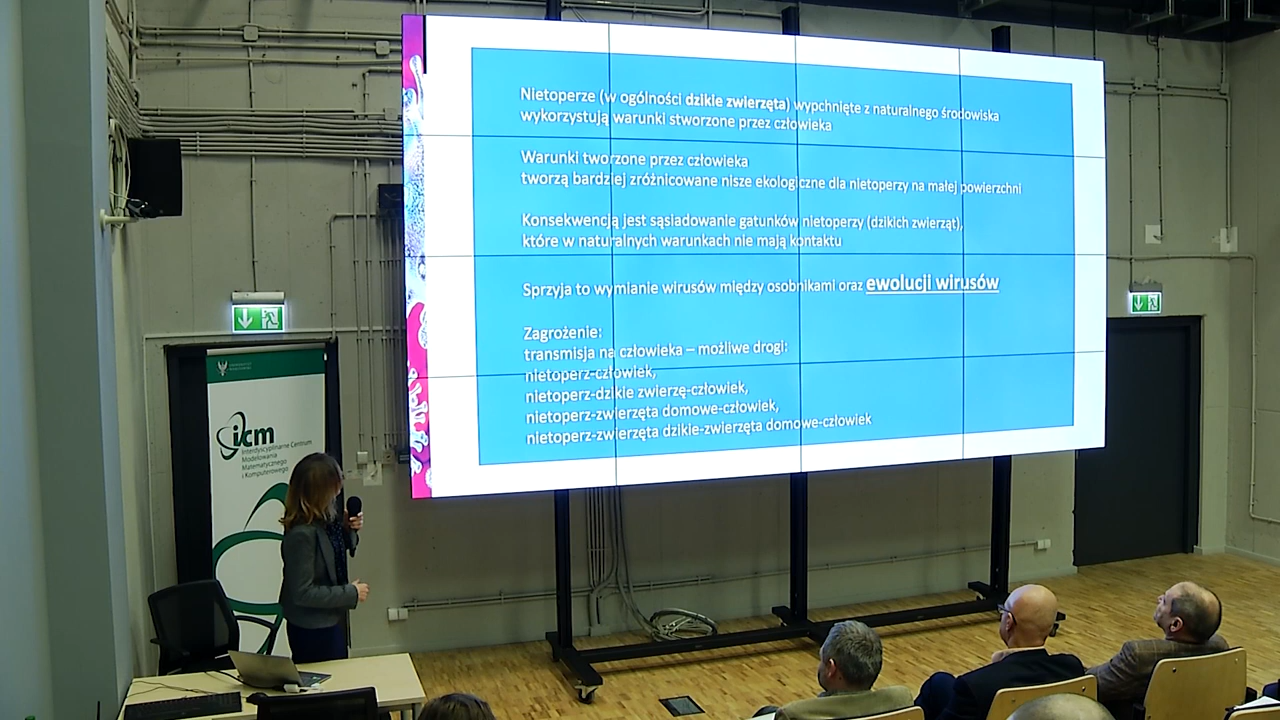 Nietoperze (w ogólności dzikie zwierzęta) wypchnięte z naturalnego środowiska
wykorzystują warunki stworzone przez człowieka
Warunki tworzone przez człowieka
tworzą bardziej zróżnicowane nisze ekologiczne dla nietoperzy na małej powierzchni
Konsekwencją jest sąsiadowanie gatunków nietoperzy (dzikich zwierząt),
które w naturalnych warunkach nie mają kontaktu
Sprzyja to wymianie wirusów między osobnikami oraz ewolucji wirusów
Zagrożenie:
transmisja na człowieka – możliwe drogi:
nietoperz-człowiek,
nietoperz-dzikie zwierzę-człowiek,
nietoperz-zwierzęta domowe-człowiek,
nietoperz-zwierzęta dzikie-zwierzęta domowe-człowiek
icm
Interdyscyplinarne Centrum
Modelowania
Matematycznego
i Komputerowego